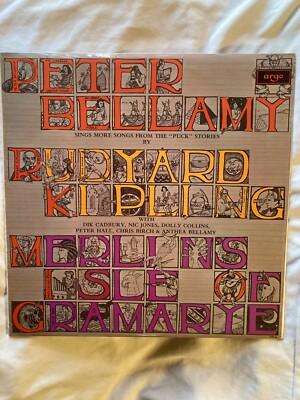 argo
PETER
BELLAMY
SINGS MORE SONGS FROM THE "PUCK" STORIES
BY
RUDYARD
KIPLING
WITH
DIK CADBURY, NIC JONES, DOLLY COLLINS,
PETER HALL, CHRIS BIRCH & ANTHEA BELLAMY
MERLIN'S
ISLE OF
GRAMARYE